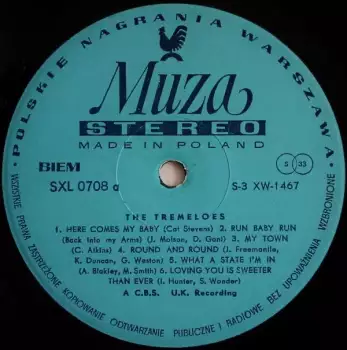 POLSKIE NAGRANIA WARSZAWA
Muza
STEREO
MADE IN POLAND
BIEM
S 33
SXL 0708 a
S-3 XW-1467
THE TREMELOES
1. HERE COMES MY BABY (Cat Stevens) 2. RUN BABY RUN
(Back into my Arms) (J. Molson, D. Gant) 3. MY TOWN
(C. Atkins) 4. ROUND AND ROUND (J. Freemonile,
K. Duncan, G. Weston) 5. WHAT A STATE I'M IN
(A. Blakley, M. Smith) 6. LOVING YOU IS SWEETER
THAN EVER (I. Hunter, S. Wonder)
A C.B.S. U.K. Recording
WSZELKIE PRAWA ZASTRZEŻONE KOPIOWANIE ODTWARZANIE PUBLICZNE I RADIOWE BEZ UPOWAŻNIENIA WZBRONIONE